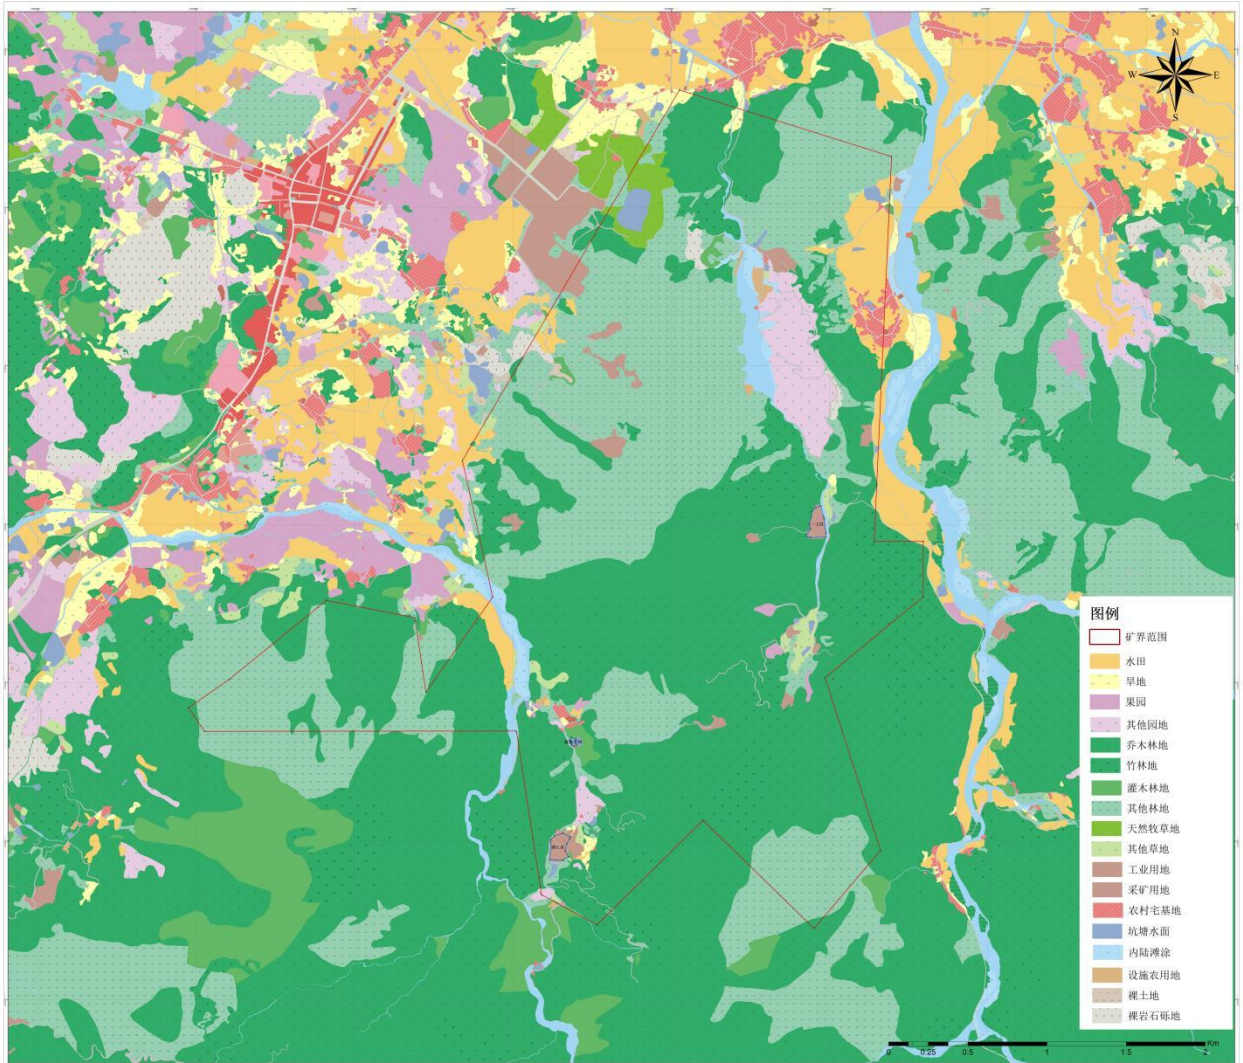 N
W
E
S
图例
矿界范围
水田
旱地
果园
其他园地
乔木林地
竹林地
灌木林地
其他林地
天然牧草地
其他草地
工业用地
采矿用地
农村宅基地
坑塘水面
内陆滩涂
设施农用地
裸土地
裸岩石砾地
Km
0 0.25 0.5 1 1.5 2